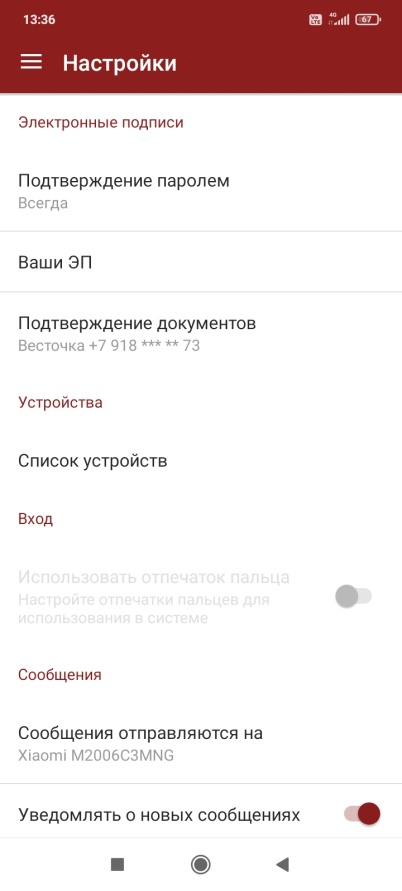 13:36
Vo LTE
4G
67
Настройки
Электронные подписи
Подтверждение паролем
Всегда
Ваши ЭП
Подтверждение документов
Весточка +7 918 *** ** 73
Устройства
Список устройств
Вход
Использовать отпечаток пальца
Настройте отпечатки пальцев для
использования в системе
Сообщения
Сообщения отправляются на
Xiaomi M2006C3MNG
Уведомлять о новых сообщениях